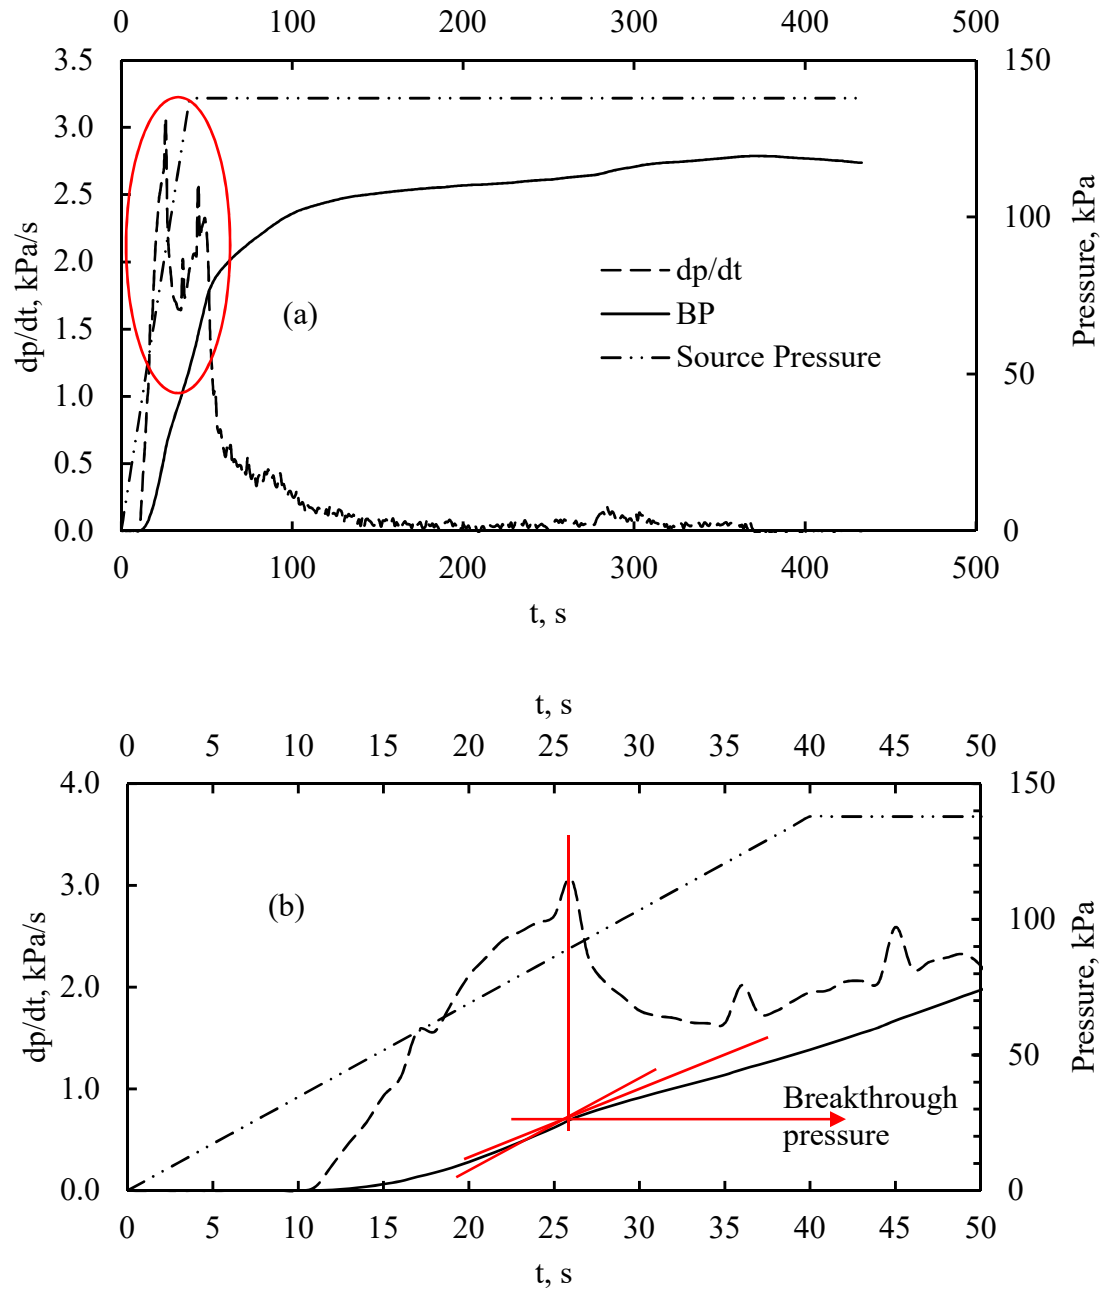 0 100 200 300 400 500
3.5 150
3.0
2.5
100
2.0
dp/dt
(a) BP
1.5
Source Pressure
1.0 50
0.5
0.0 0
dp/dt, kPa/s
Pressure, kPa
0 100 200 300 400 500
t, s
t, s
0 5 10 15 20 25 30 35 40 45 50
4.0 150
3.0
(b)
100
2.0
50
1.0
Breakthrough
pressure
0.0 0
dp/dt, kPa/s
Pressure, kPa
0 5 10 15 20 25 30 35 40 45 50
t, s